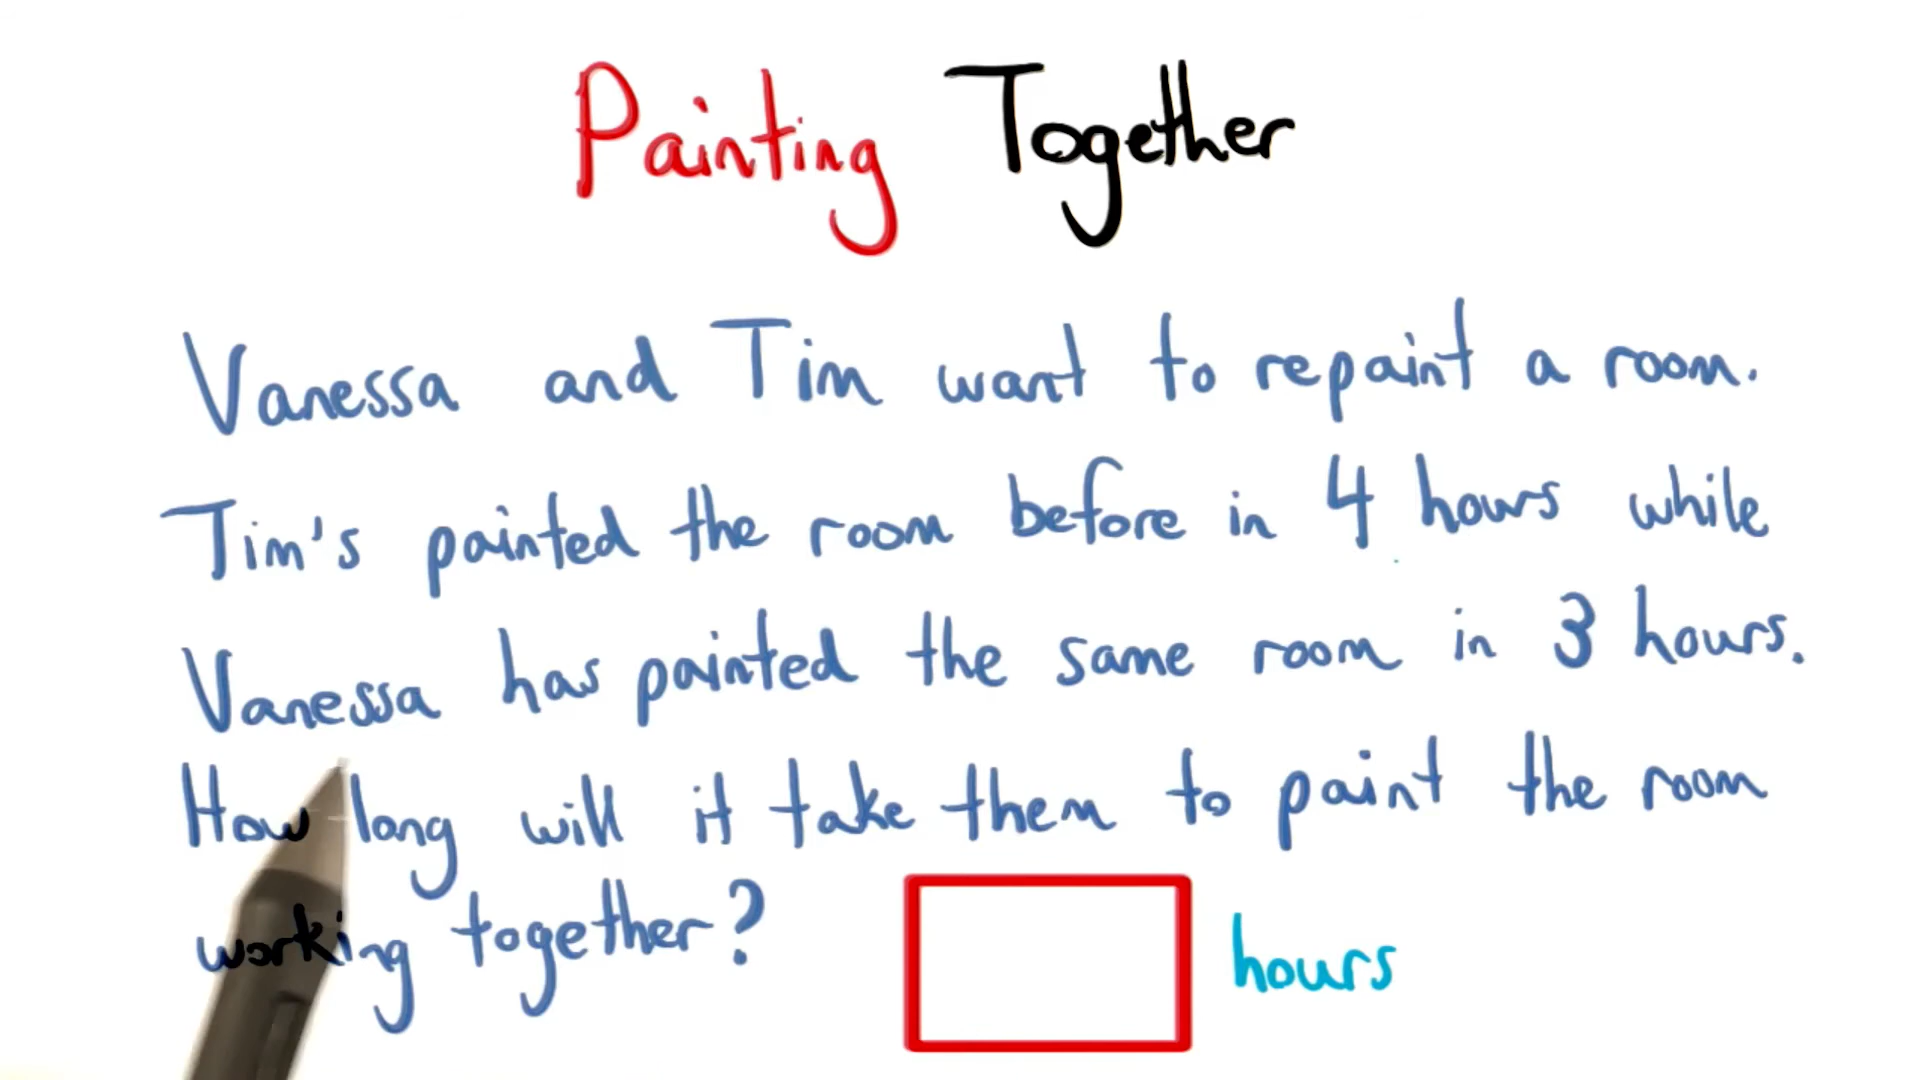 Painting Together
Vanessa and Tim want to repaint a room.
Tim's painted the room before in 4 hours while
Vanessa has painted the same room in 3 hours.
How long will it take them to paint the room
working together?
hours